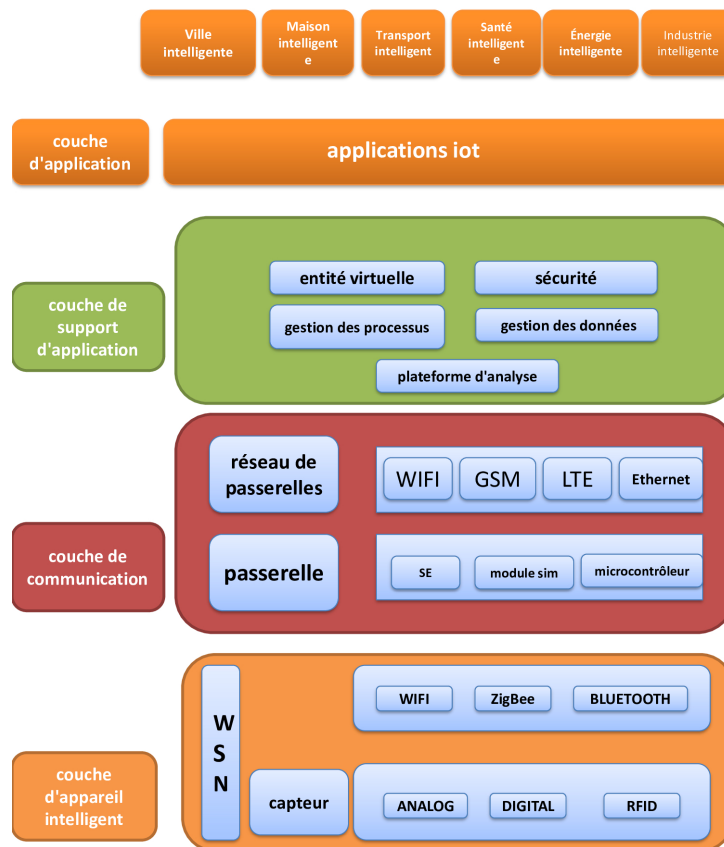 Ville
intelligente
Maison
intelligent
e
Transport
intelligent
Santé
intelligent
e
Énergie
intelligente
Industrie
intelligente
couche
d'application
applications iot
couche de
support
d'application
entité virtuelle
sécurité
gestion des processus
gestion des données
plateforme d'analyse
couche de
communication
réseau de
passerelles
WIFI
GSM
LTE
Ethernet
passerelle
SE
module sim
microcontrôleur
couche
d'appareil
intelligent
W
S
N
WIFI
ZigBee
BLUETOOTH
capteur
ANALOG
DIGITAL
RFID